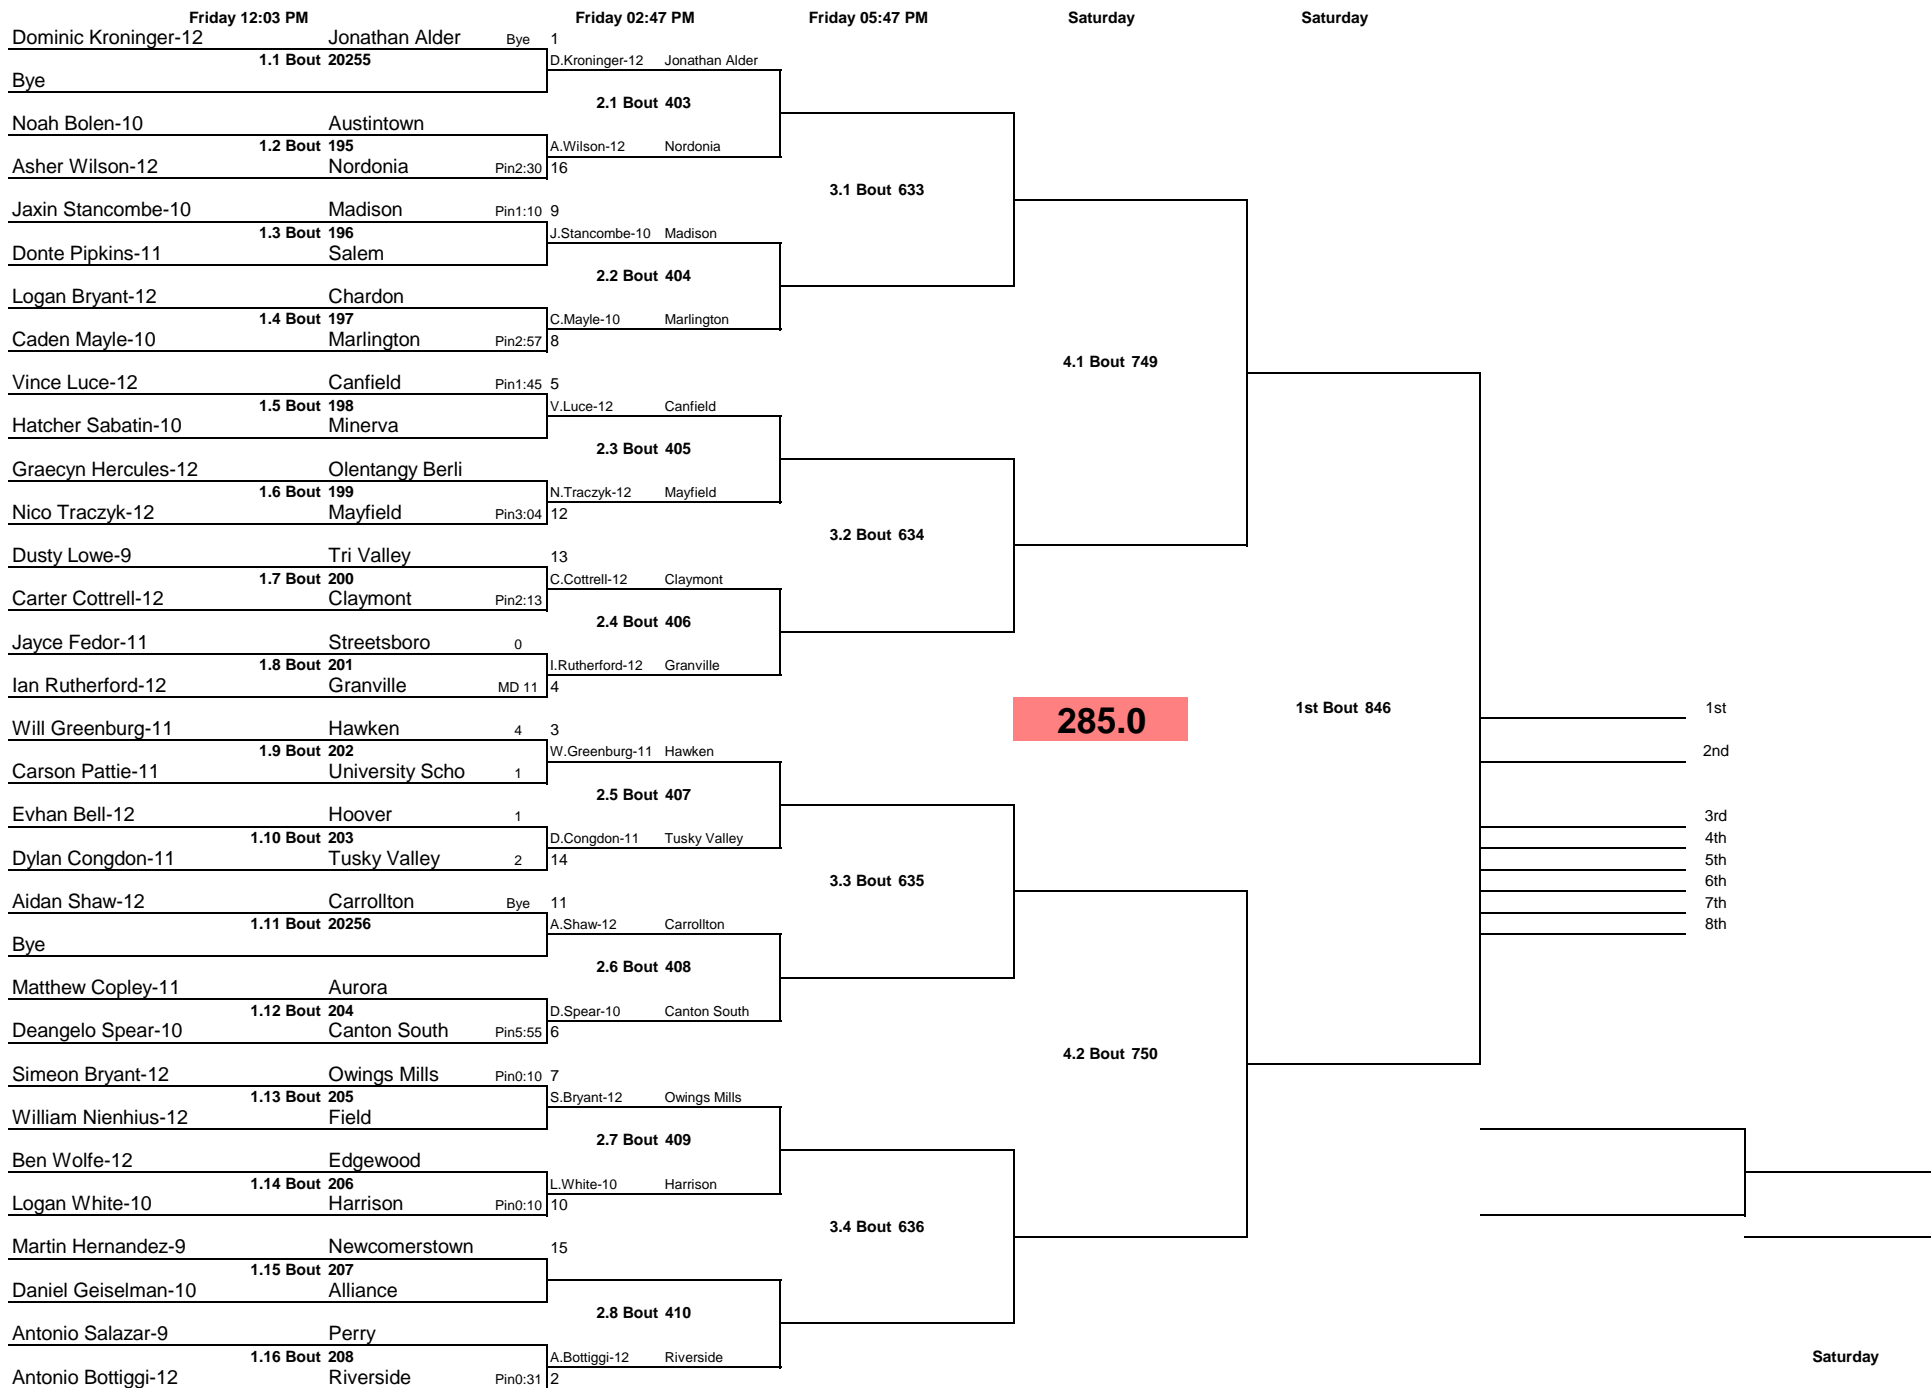 Friday 12:03 PM Friday 02:47 PM Friday 05:47 PM Saturday Saturday
Dominic Kroninger-12 Jonathan Alder Bye 1
1.1 Bout 20255 D.Kroninger-12 Jonathan Alder
Bye
2.1 Bout 403
Noah Bolen-10 Austintown
1.2 Bout 195 A.Wilson-12 Nordonia
Asher Wilson-12 Nordonia Pin2:30 16
3.1 Bout 633
Jaxin Stancombe-10 Madison Pin1:10 9
1.3 Bout 196 J.Stancombe-10 Madison
Donte Pipkins-11 Salem
2.2 Bout 404
Logan Bryant-12 Chardon
1.4 Bout 197 C.Mayle-10 Marlington
Caden Mayle-10 Marlington Pin2:57 8
4.1 Bout 749
Vince Luce-12 Canfield Pin1:45 5
1.5 Bout 198 V.Luce-12 Canfield
Hatcher Sabatin-10 Minerva
2.3 Bout 405
Graecyn Hercules-12 Olentangy Berli
1.6 Bout 199 N.Traczyk-12 Mayfield
Nico Traczyk-12 Mayfield Pin3:04 12
3.2 Bout 634
Dusty Lowe-9 Tri Valley 13
1.7 Bout 200 C.Cottrell-12 Claymont
Carter Cottrell-12 Claymont Pin2:13
2.4 Bout 406
Jayce Fedor-11 Streetsboro 0
1.8 Bout 201 I.Rutherford-12 Granville
Ian Rutherford-12 Granville MD 11 4
285.0 1st Bout 846 1st
Will Greenburg-11 Hawken 4 3
1.9 Bout 202 W.Greenburg-11 Hawken 2nd
Carson Pattie-11 University Scho 1
2.5 Bout 407
Evhan Bell-12 Hoover 1 3rd
1.10 Bout 203 D.Congdon-11 Tusky Valley 4th
Dylan Congdon-11 Tusky Valley 2 14 5th
3.3 Bout 635 6th
Aidan Shaw-12 Carrollton Bye 11 7th
1.11 Bout 20256 A.Shaw-12 Carrollton 8th
Bye
2.6 Bout 408
Matthew Copley-11 Aurora
1.12 Bout 204 D.Spear-10 Canton South
Deangelo Spear-10 Canton South Pin5:55 6
4.2 Bout 750
Simeon Bryant-12 Owings Mills Pin0:10 7
1.13 Bout 205 S.Bryant-12 Owings Mills
William Nienhius-12 Field
2.7 Bout 409
Ben Wolfe-12 Edgewood
1.14 Bout 206 L.White-10 Harrison
Logan White-10 Harrison Pin0:10 10
3.4 Bout 636
Martin Hernandez-9 Newcomerstown 15
1.15 Bout 207
Daniel Geiselman-10 Alliance
2.8 Bout 410
Antonio Salazar-9 Perry
1.16 Bout 208 A.Bottiggi-12 Riverside Saturday
Antonio Bottiggi-12 Riverside Pin0:31 2